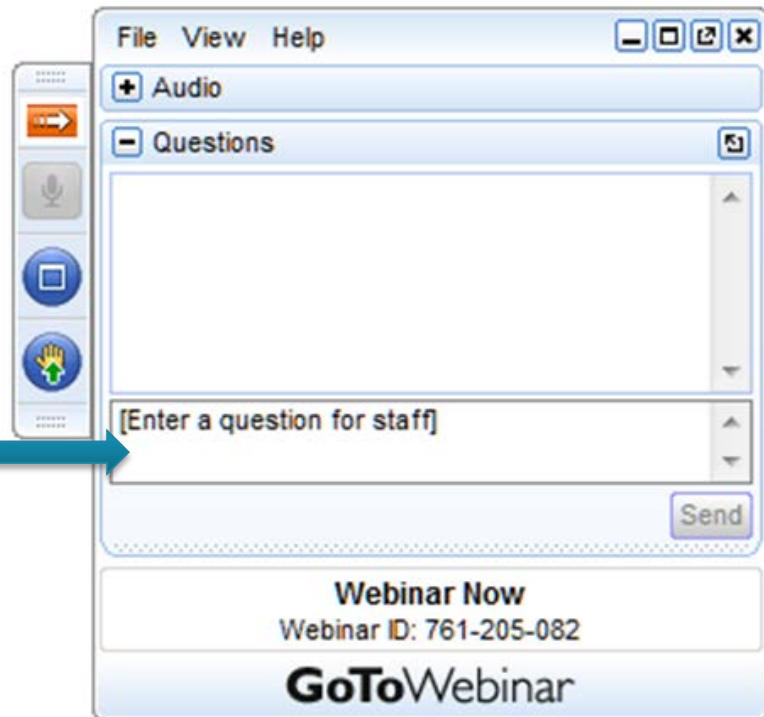 File View Help
Audio
Questions
[Enter a question for staff]
Send
Webinar Now
Webinar ID: 761-205-082
GoToWebinar